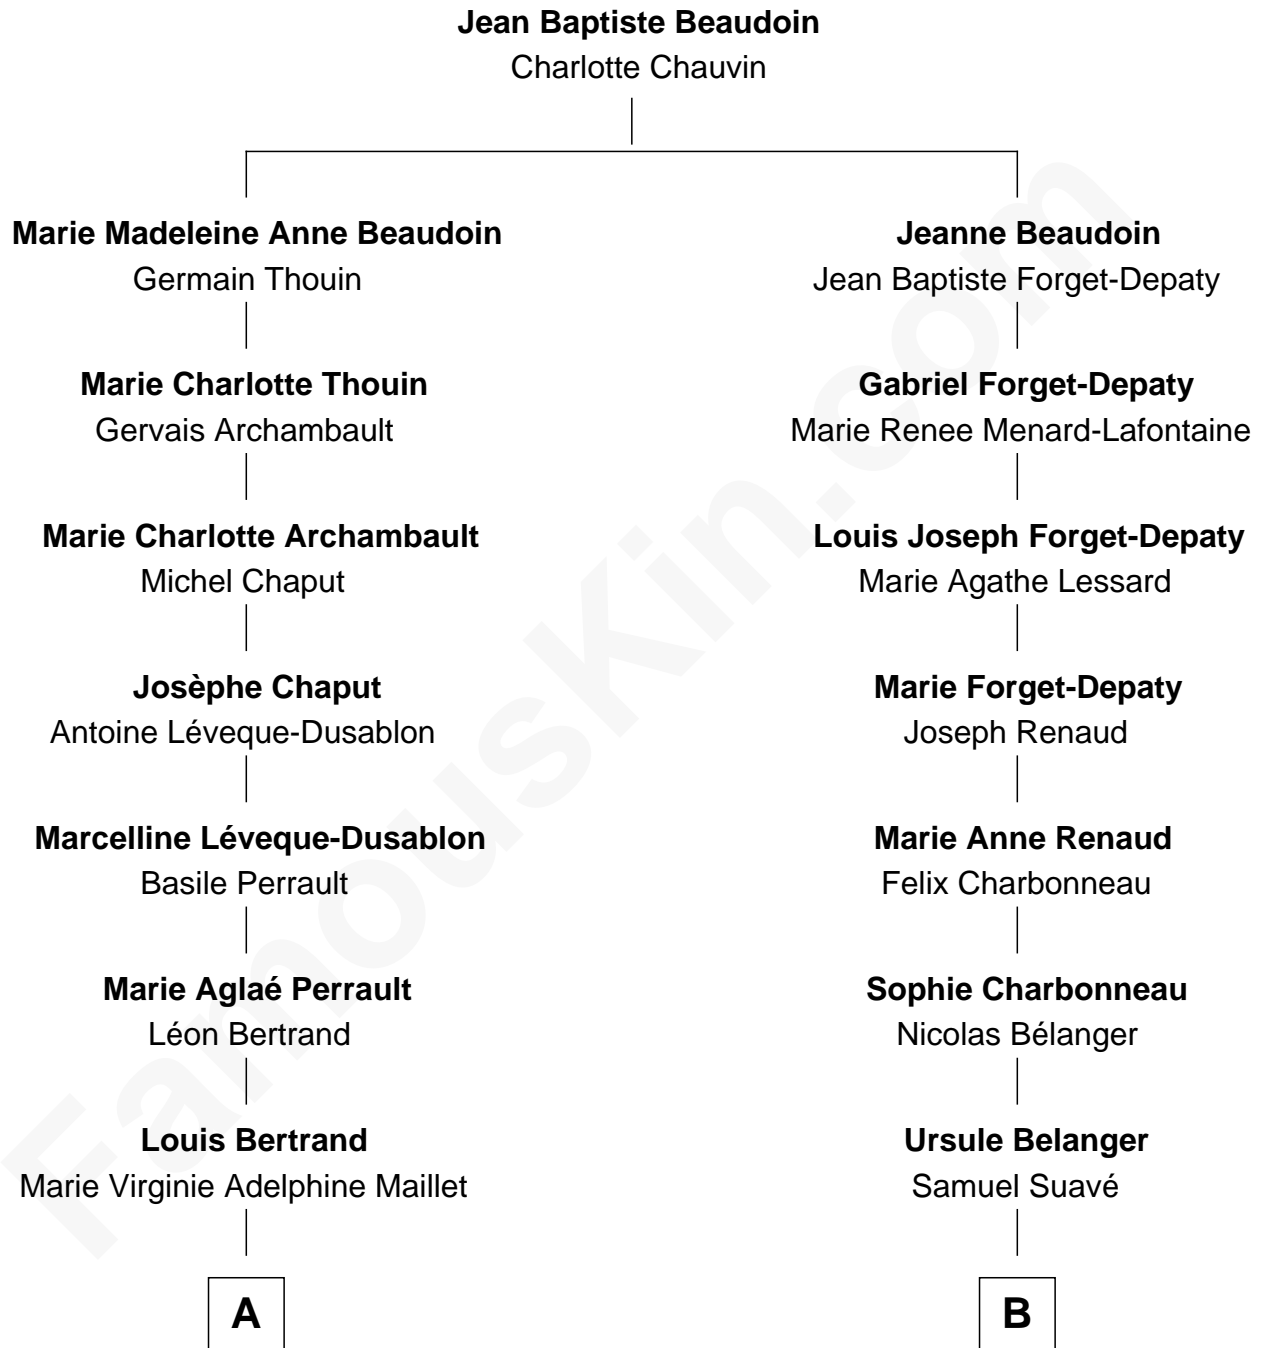 Jean Baptiste Beaudoin
Charlotte Chauvin
Marie Madeleine Anne Beaudoin
Germain Thouin
Marie Charlotte Thouin
Gervais Archambault
Marie Charlotte Archambault
Michel Chaput
Josèphe Chaput
Antoine Léveque-Dusablon
Marcelline Léveque-Dusablon
Basile Perrault
Marie Aglaé Perrault
Léon Bertrand
Louis Bertrand
Marie Virginie Adelphine Maillet
A
Jeanne Beaudoin
Jean Baptiste Forget-Depaty
Gabriel Forget-Depaty
Marie Renee Menard-Lafontaine
Louis Joseph Forget-Depaty
Marie Agathe Lessard
Marie Forget-Depaty
Joseph Renaud
Marie Anne Renaud
Felix Charbonneau
Sophie Charbonneau
Nicolas Bélanger
Ursule Belanger
Samuel Suavé
B
FamousKin.com